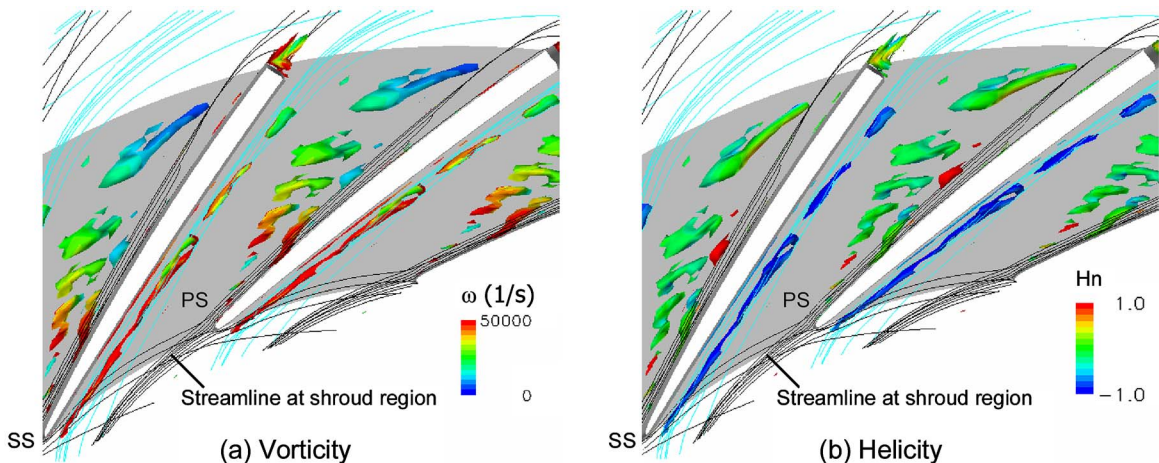 PS
ω (1/s)
50000
0
Streamline at shroud region
SS
(a) Vorticity
PS
Hn
1.0
−1.0
Streamline at shroud region
SS
(b) Helicity